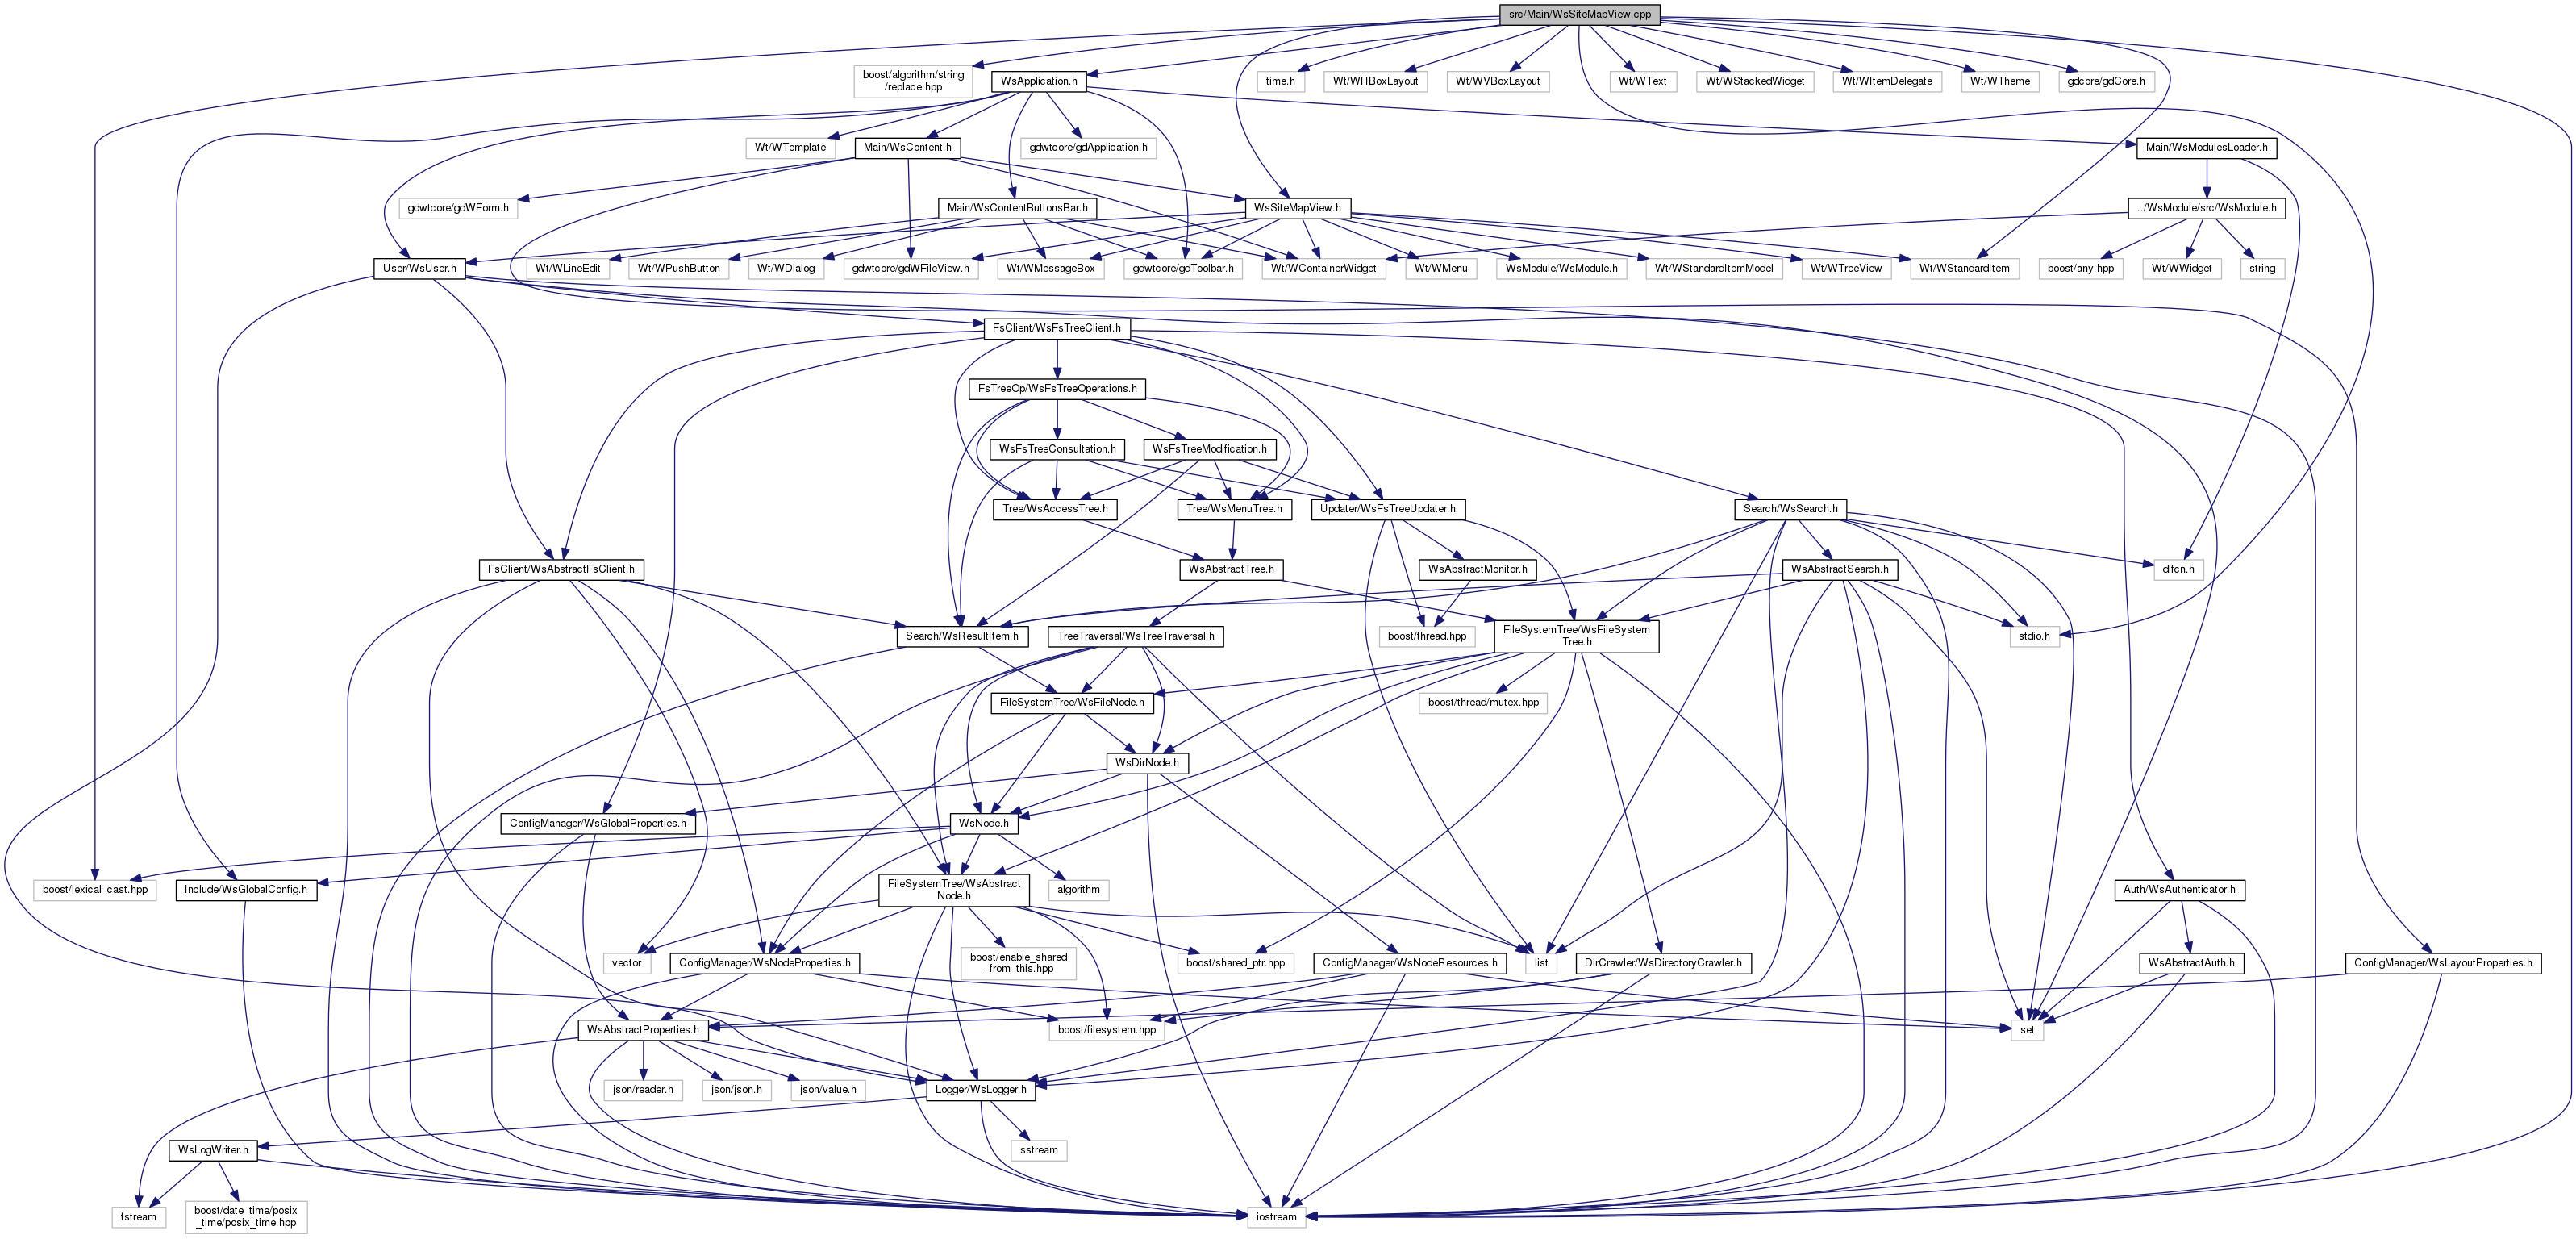 src/Main/WsSiteMapView.cpp
boost/algorithm/string
/replace.hpp
WsApplication.h
time.h
Wt/WHBoxLayout
Wt/WVBoxLayout
Wt/WText
Wt/WStackedWidget
Wt/WItemDelegate
Wt/WTheme
gdcore/gdCore.h
Wt/WTemplate
Main/WsContent.h
gdwtcore/gdApplication.h
Main/WsModulesLoader.h
gdwtcore/gdWForm.h
Main/WsContentButtonsBar.h
WsSiteMapView.h
../WsModule/src/WsModule.h
User/WsUser.h
Wt/WLineEdit
Wt/WPushButton
Wt/WDialog
gdwtcore/gdWFileView.h
Wt/WMessageBox
gdwtcore/gdToolbar.h
Wt/WContainerWidget
Wt/WMenu
WsModule/WsModule.h
Wt/WStandardItemModel
Wt/WTreeView
Wt/WStandardItem
boost/any.hpp
Wt/WWidget
string
FsClient/WsFsTreeClient.h
FsTreeOp/WsFsTreeOperations.h
WsFsTreeConsultation.h
WsFsTreeModification.h
Tree/WsAccessTree.h
Tree/WsMenuTree.h
Updater/WsFsTreeUpdater.h
Search/WsSearch.h
FsClient/WsAbstractFsClient.h
WsAbstractTree.h
WsAbstractMonitor.h
WsAbstractSearch.h
dlfcn.h
Search/WsResultItem.h
TreeTraversal/WsTreeTraversal.h
boost/thread.hpp
FileSystemTree/WsFileSystem
Tree.h
stdio.h
FileSystemTree/WsFileNode.h
boost/thread/mutex.hpp
WsDirNode.h
ConfigManager/WsGlobalProperties.h
WsNode.h
boost/lexical_cast.hpp
Include/WsGlobalConfig.h
FileSystemTree/WsAbstract
Node.h
algorithm
Auth/WsAuthenticator.h
vector
ConfigManager/WsNodeProperties.h
boost/enable_shared
_from_this.hpp
boost/shared_ptr.hpp
ConfigManager/WsNodeResources.h
list
DirCrawler/WsDirectoryCrawler.h
WsAbstractAuth.h
ConfigManager/WsLayoutProperties.h
WsAbstractProperties.h
boost/filesystem.hpp
set
json/reader.h
json/json.h
json/value.h
Logger/WsLogger.h
WsLogWriter.h
sstream
fstream
boost/date_time/posix
_time/posix_time.hpp
iostream